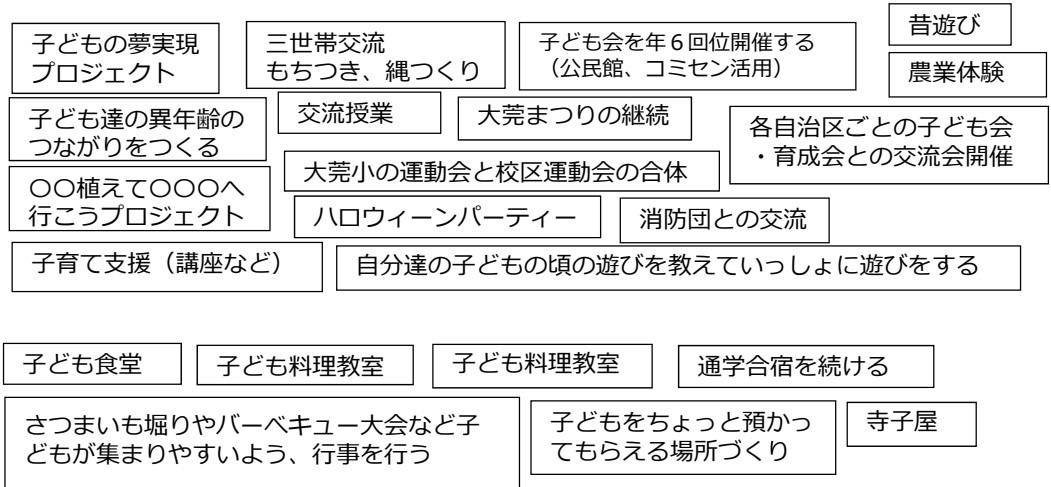 子どもの夢実現
プロジェクト
三世帯交流
もちつき、縄つくり
子ども会を年６回位開催する
（公民館、コミセン活用）
昔遊び
農業体験
子ども達の異年齢の
つながりをつくる
交流授業
大莞まつりの継続
各自治区ごとの子ども会
・育成会との交流会開催
大莞小の運動会と校区運動会の合体
〇〇植えて〇〇〇へ
行こうプロジェクト
ハロウィーンパーティー
消防団との交流
子育て支援（講座など）
自分達の子どもの頃の遊びを教えていっしょに遊びをする
子ども食堂
子ども料理教室
子ども料理教室
通学合宿を続ける
さつまいも堀りやバーベキュー大会など子
どもが集まりやすいよう、行事を行う
子どもをちょっと預かっ
てもらえる場所づくり
寺子屋